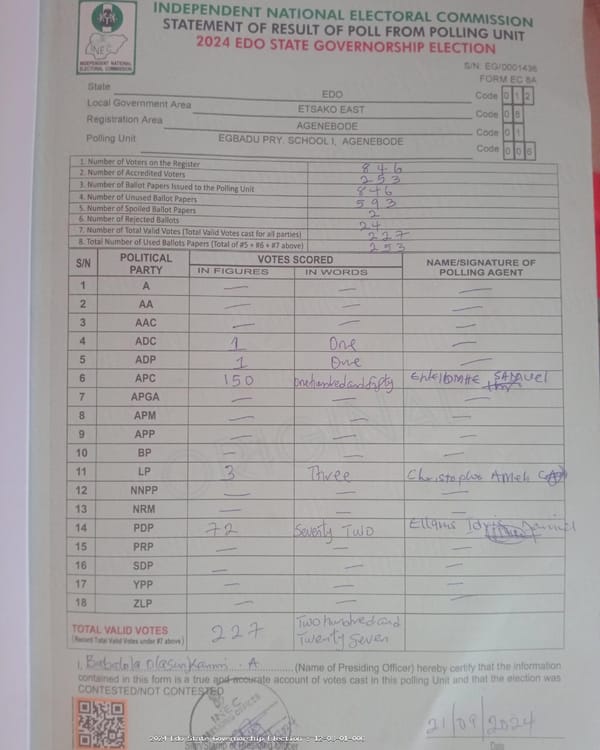 INDEPENDENT NATIONAL ELECTORAL COMMISSION
STATEMENT OF RESULT OF POLL FROM POLLING UNIT
2024 EDO STATE GOVERNORSHIP ELECTION
INEC
INDEPENDENT NATIONAL ELECTORAL COMMISSION
S/N: EG/0001436
FORM EC 8A
State EDO Code 0 1 2
Local Government Area ETSAKO EAST Code 0 8
Registration Area AGENEBODE Code 0 1
Polling Unit EGBADU PRY. SCHOOL I, AGENEBODE Code 0 0 6
1. Number of Voters on the Register 846
2. Number of Accredited Voters 253
3. Number of Ballot Papers Issued to the Polling Unit 846
4. Number of Unused Ballot Papers 593
5. Number of Spoiled Ballot Papers 2
6. Number of Rejected Ballots 24
7. Number of Total Valid Votes (Total Valid Votes cast for all parties) 227
8. Total Number of Used Ballots Papers (Total of #5 + #6 + #7 above) 253
S/N POLITICAL PARTY VOTES SCORED NAME/SIGNATURE OF POLLING AGENT
IN FIGURES IN WORDS
1 A — — —
2 AA — — —
3 AAC — — —
4 ADC 1 One —
5 ADP 1 One —
6 APC 150 One hundred and fifty Samuel
7 APGA — — —
8 APM — — —
9 APP — — —
10 BP — — —
11 LP 3 Three Christopher Ameh
12 NNPP — — —
13 NRM — — —
14 PDP 72 Seventy Two
15 PRP — — —
16 SDP — — —
17 YPP — — —
18 ZLP — — —
TOTAL VALID VOTES 227 Two hundred and Twenty Seven
(Record Total Valid Votes under #7 above)
I, Babalola Olasunkanmi . A (Name of Presiding Officer) hereby certify that the information
contained in this form is a true and accurate account of votes cast in this polling Unit and that the election was
CONTESTED/NOT CONTESTED
INEC
21/09/2024
2024 Edo State Governorship Election : 12-08-01-006